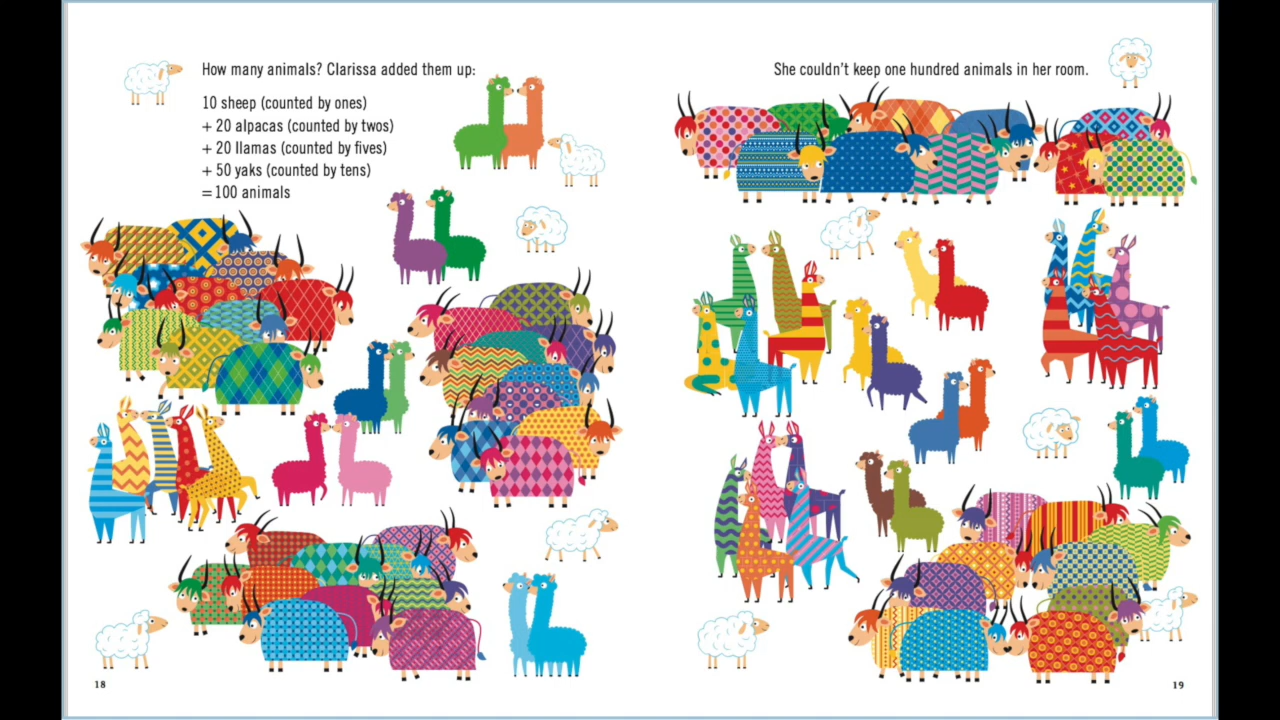 How many animals? Clarissa added them up:
10 sheep (counted by ones)
+ 20 alpacas (counted by twos)
+ 20 llamas (counted by fives)
+ 50 yaks (counted by tens)
= 100 animals
18
She couldn't keep one hundred animals in her room.
19